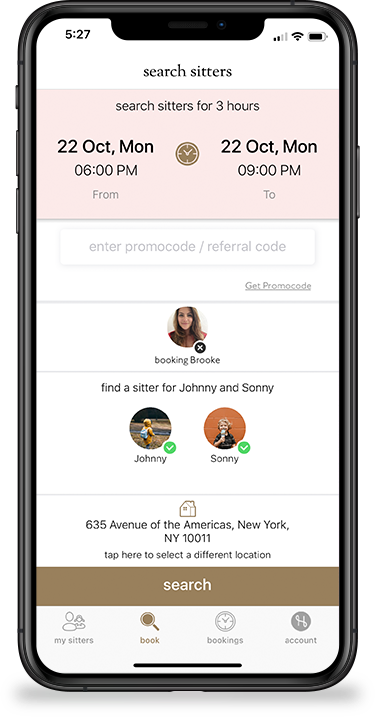 5:27
search sitters
search sitters for 3 hours
22 Oct, Mon 22 Oct, Mon
06:00 PM 09:00 PM
From To
enter promocode / referral code
Get Promocode
booking Brooke
find a sitter for Johnny and Sonny
Johnny Sonny
635 Avenue of the Americas, New York,
NY 10011
tap here to select a different location
search
my sitters book bookings account